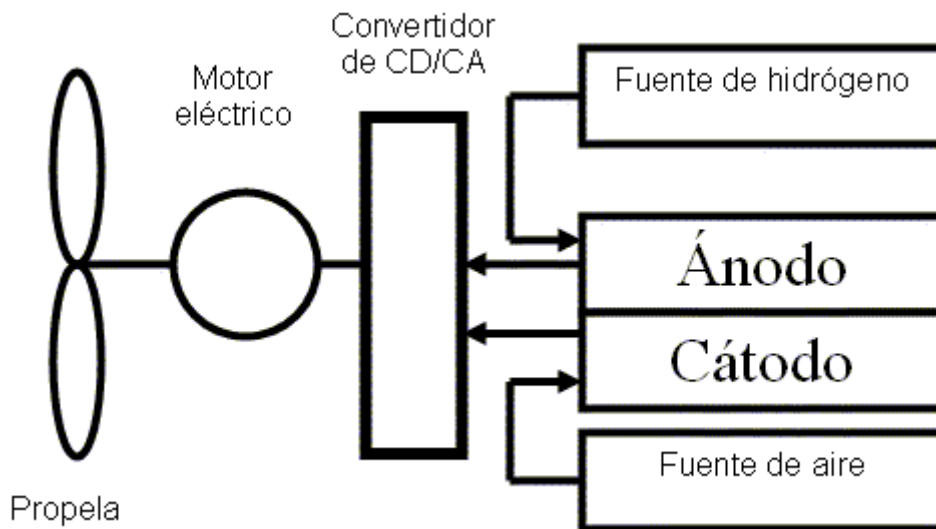 Convertidor
de CD/CA
Motor
eléctrico
Fuente de hidrógeno
Ánodo
Cátodo
Fuente de aire
Propela